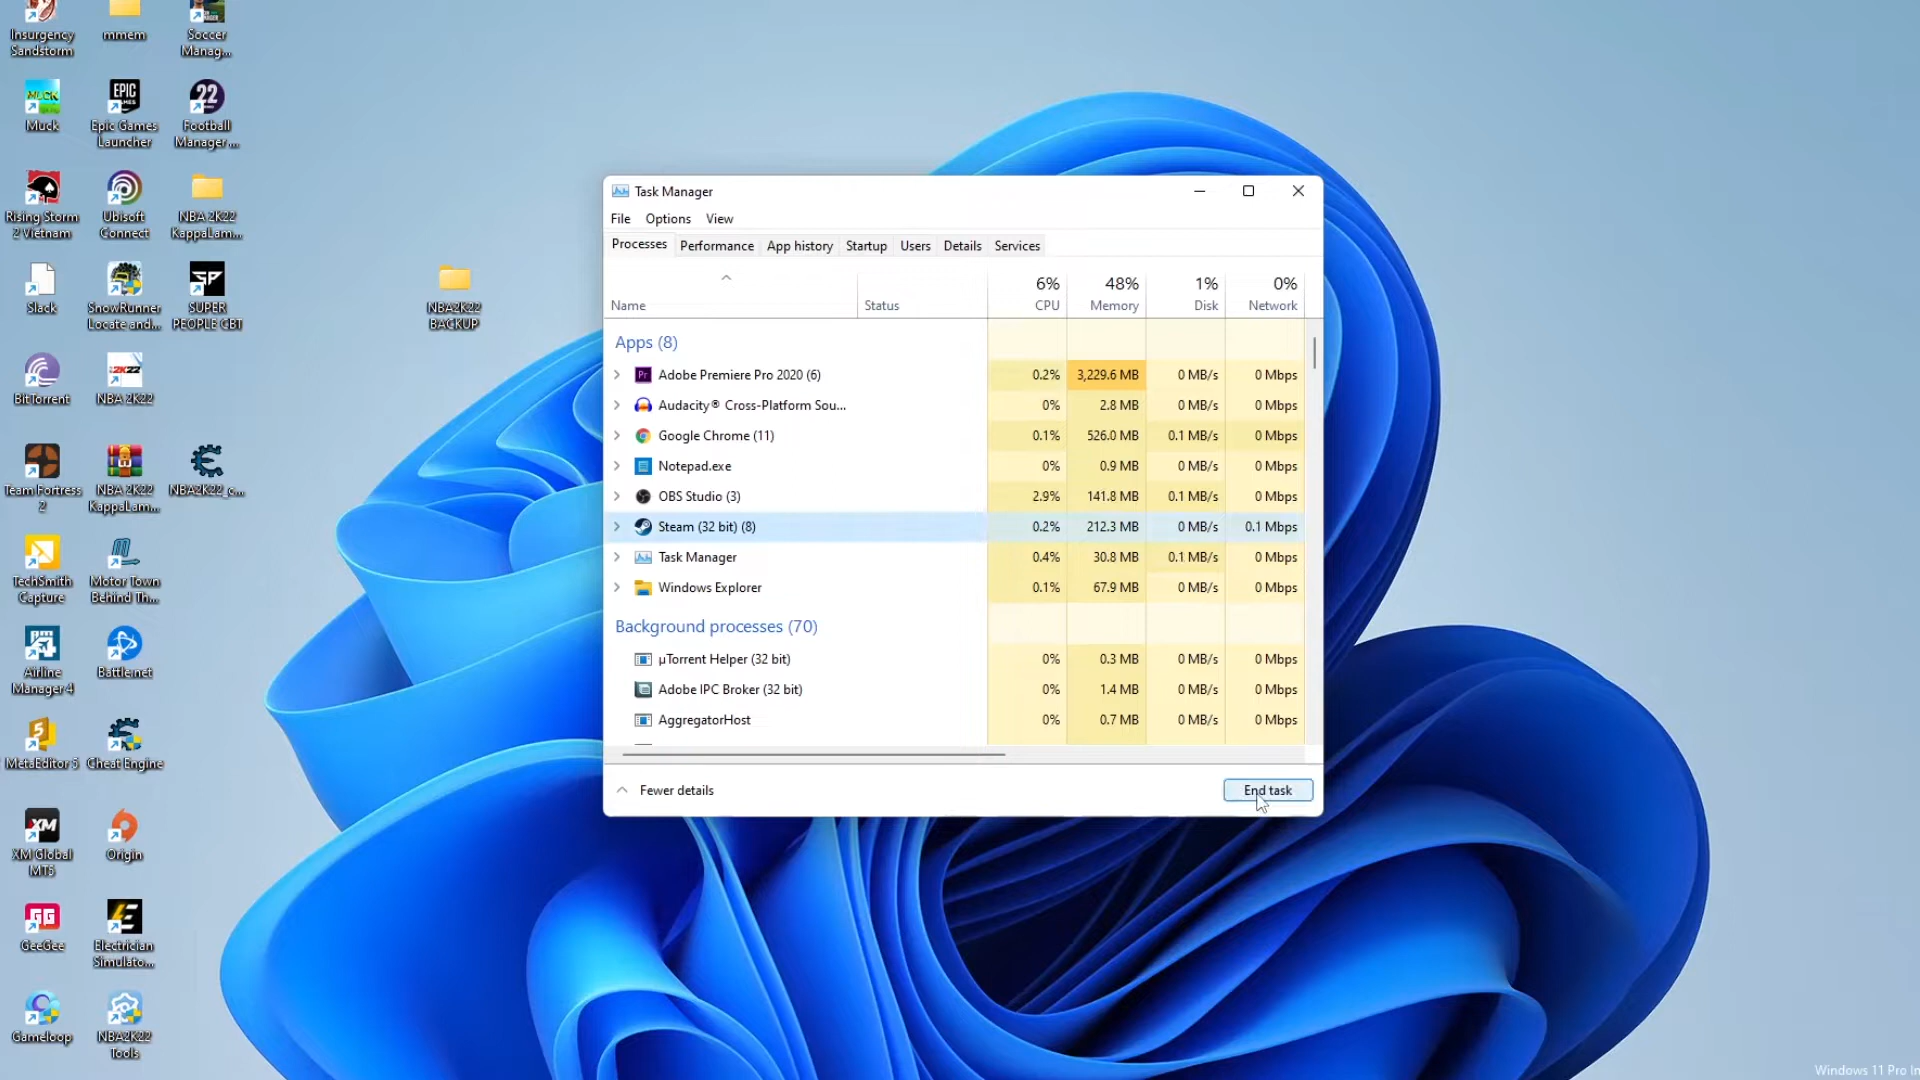 Insurgency
Sandstorm
mmem
Soccer
Manag...
Muck
Epic Games
Launcher
Football
Manager ...
Rising Storm
2 Vietnam
Ubisoft
Connect
NBA 2K22
KappaLam...
Slack
SnowRunner
Locate and...
SUPER
PEOPLE CBT
NBA2K22
BACKUP
BitTorrent
NBA 2K22
Team Fortress
2
NBA 2K22
KappaLam...
NBA2K22_c...
TechSmith
Capture
Motor Town
Behind Th...
Airline
Manager 4
Battle.net
MetaEditor 5
Cheat Engine
XM Global
MT5
Origin
GeeGee
Electrician
Simulato...
Gameloop
NBA2K22
Tools
MUCK
EPIC
GAMES
22
SP
2K22
XM
GG
Task Manager
File Options View
Processes Performance App history Startup Users Details Services
6% 48% 1% 0%
Name Status CPU Memory Disk Network
Apps (8)
Pr Adobe Premiere Pro 2020 (6) 0.2% 3,229.6 MB 0 MB/s 0 Mbps
Audacity® Cross-Platform Sou... 0% 2.8 MB 0 MB/s 0 Mbps
Google Chrome (11) 0.1% 526.0 MB 0.1 MB/s 0 Mbps
Notepad.exe 0% 0.9 MB 0 MB/s 0 Mbps
OBS Studio (3) 2.9% 141.8 MB 0.1 MB/s 0 Mbps
Steam (32 bit) (8) 0.2% 212.3 MB 0 MB/s 0.1 Mbps
Task Manager 0.4% 30.8 MB 0.1 MB/s 0 Mbps
Windows Explorer 0.1% 67.9 MB 0 MB/s 0 Mbps
Background processes (70)
µTorrent Helper (32 bit) 0% 0.3 MB 0 MB/s 0 Mbps
Adobe IPC Broker (32 bit) 0% 1.4 MB 0 MB/s 0 Mbps
AggregatorHost 0% 0.7 MB 0 MB/s 0 Mbps
Fewer details End task
Windows 11 Pro In